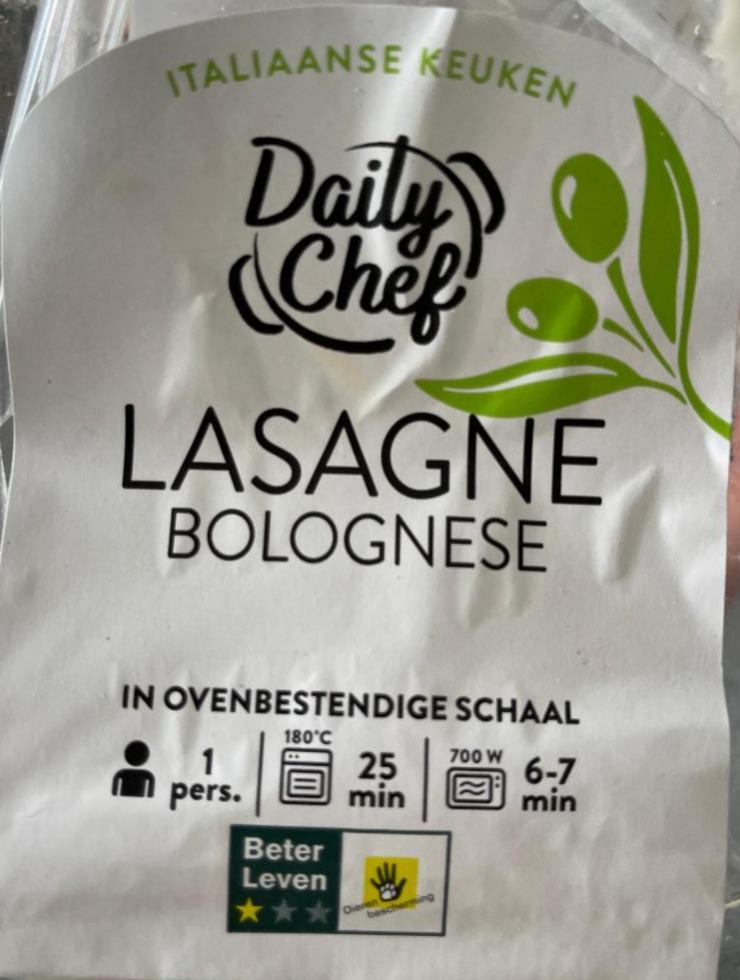 ITALIAANSE KEUKEN
Daily
Chef
LASAGNE
BOLOGNESE
IN OVENBESTENDIGE SCHAAL
1
pers.
180°C
25
min
700 W
6-7
min
Beter
Leven
Dieren
bescherming